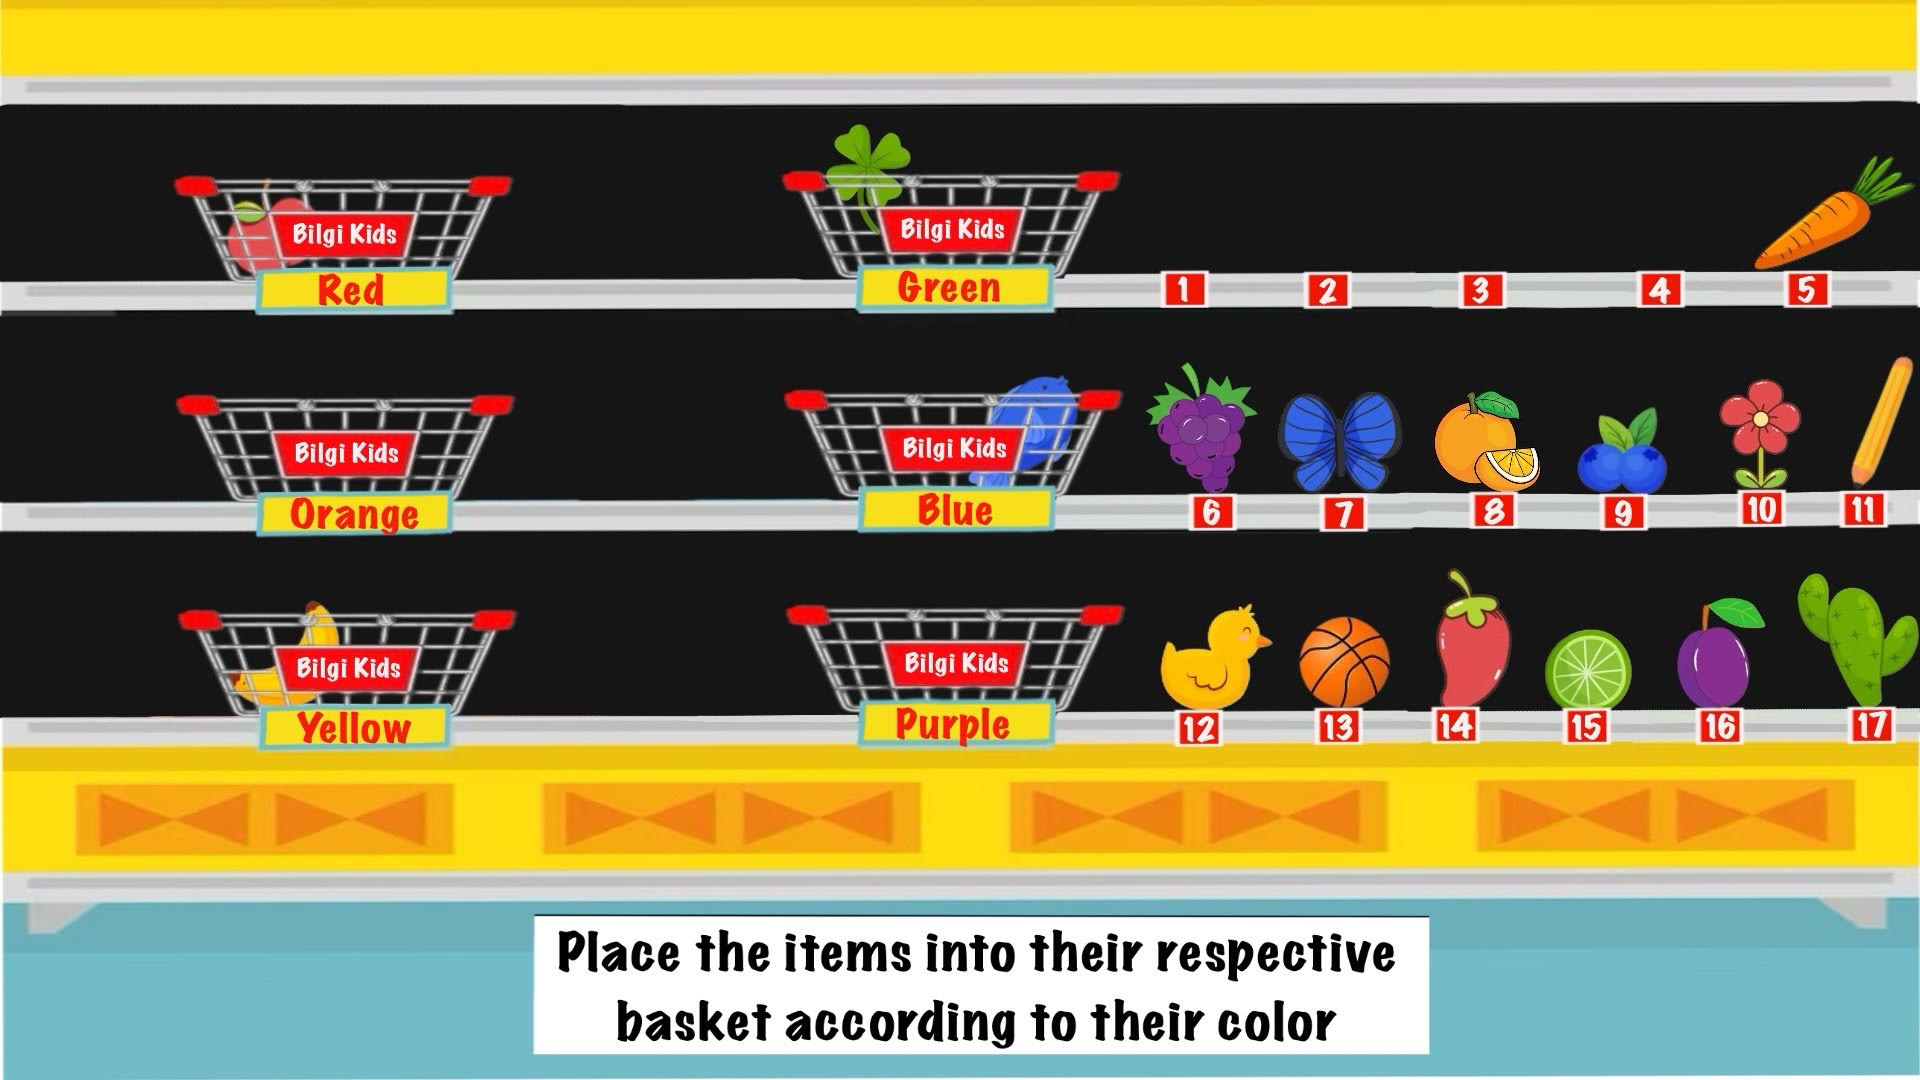 Bilgi Kids
Bilgi Kids
Red
Green
1 2 3 4 5
Bilgi Kids
Bilgi Kids
Orange
Blue
6 7 8 9 10 11
Bilgi Kids
Bilgi Kids
Yellow
Purple
12 13 14 15 16 17
Place the items into their respective
basket according to their color